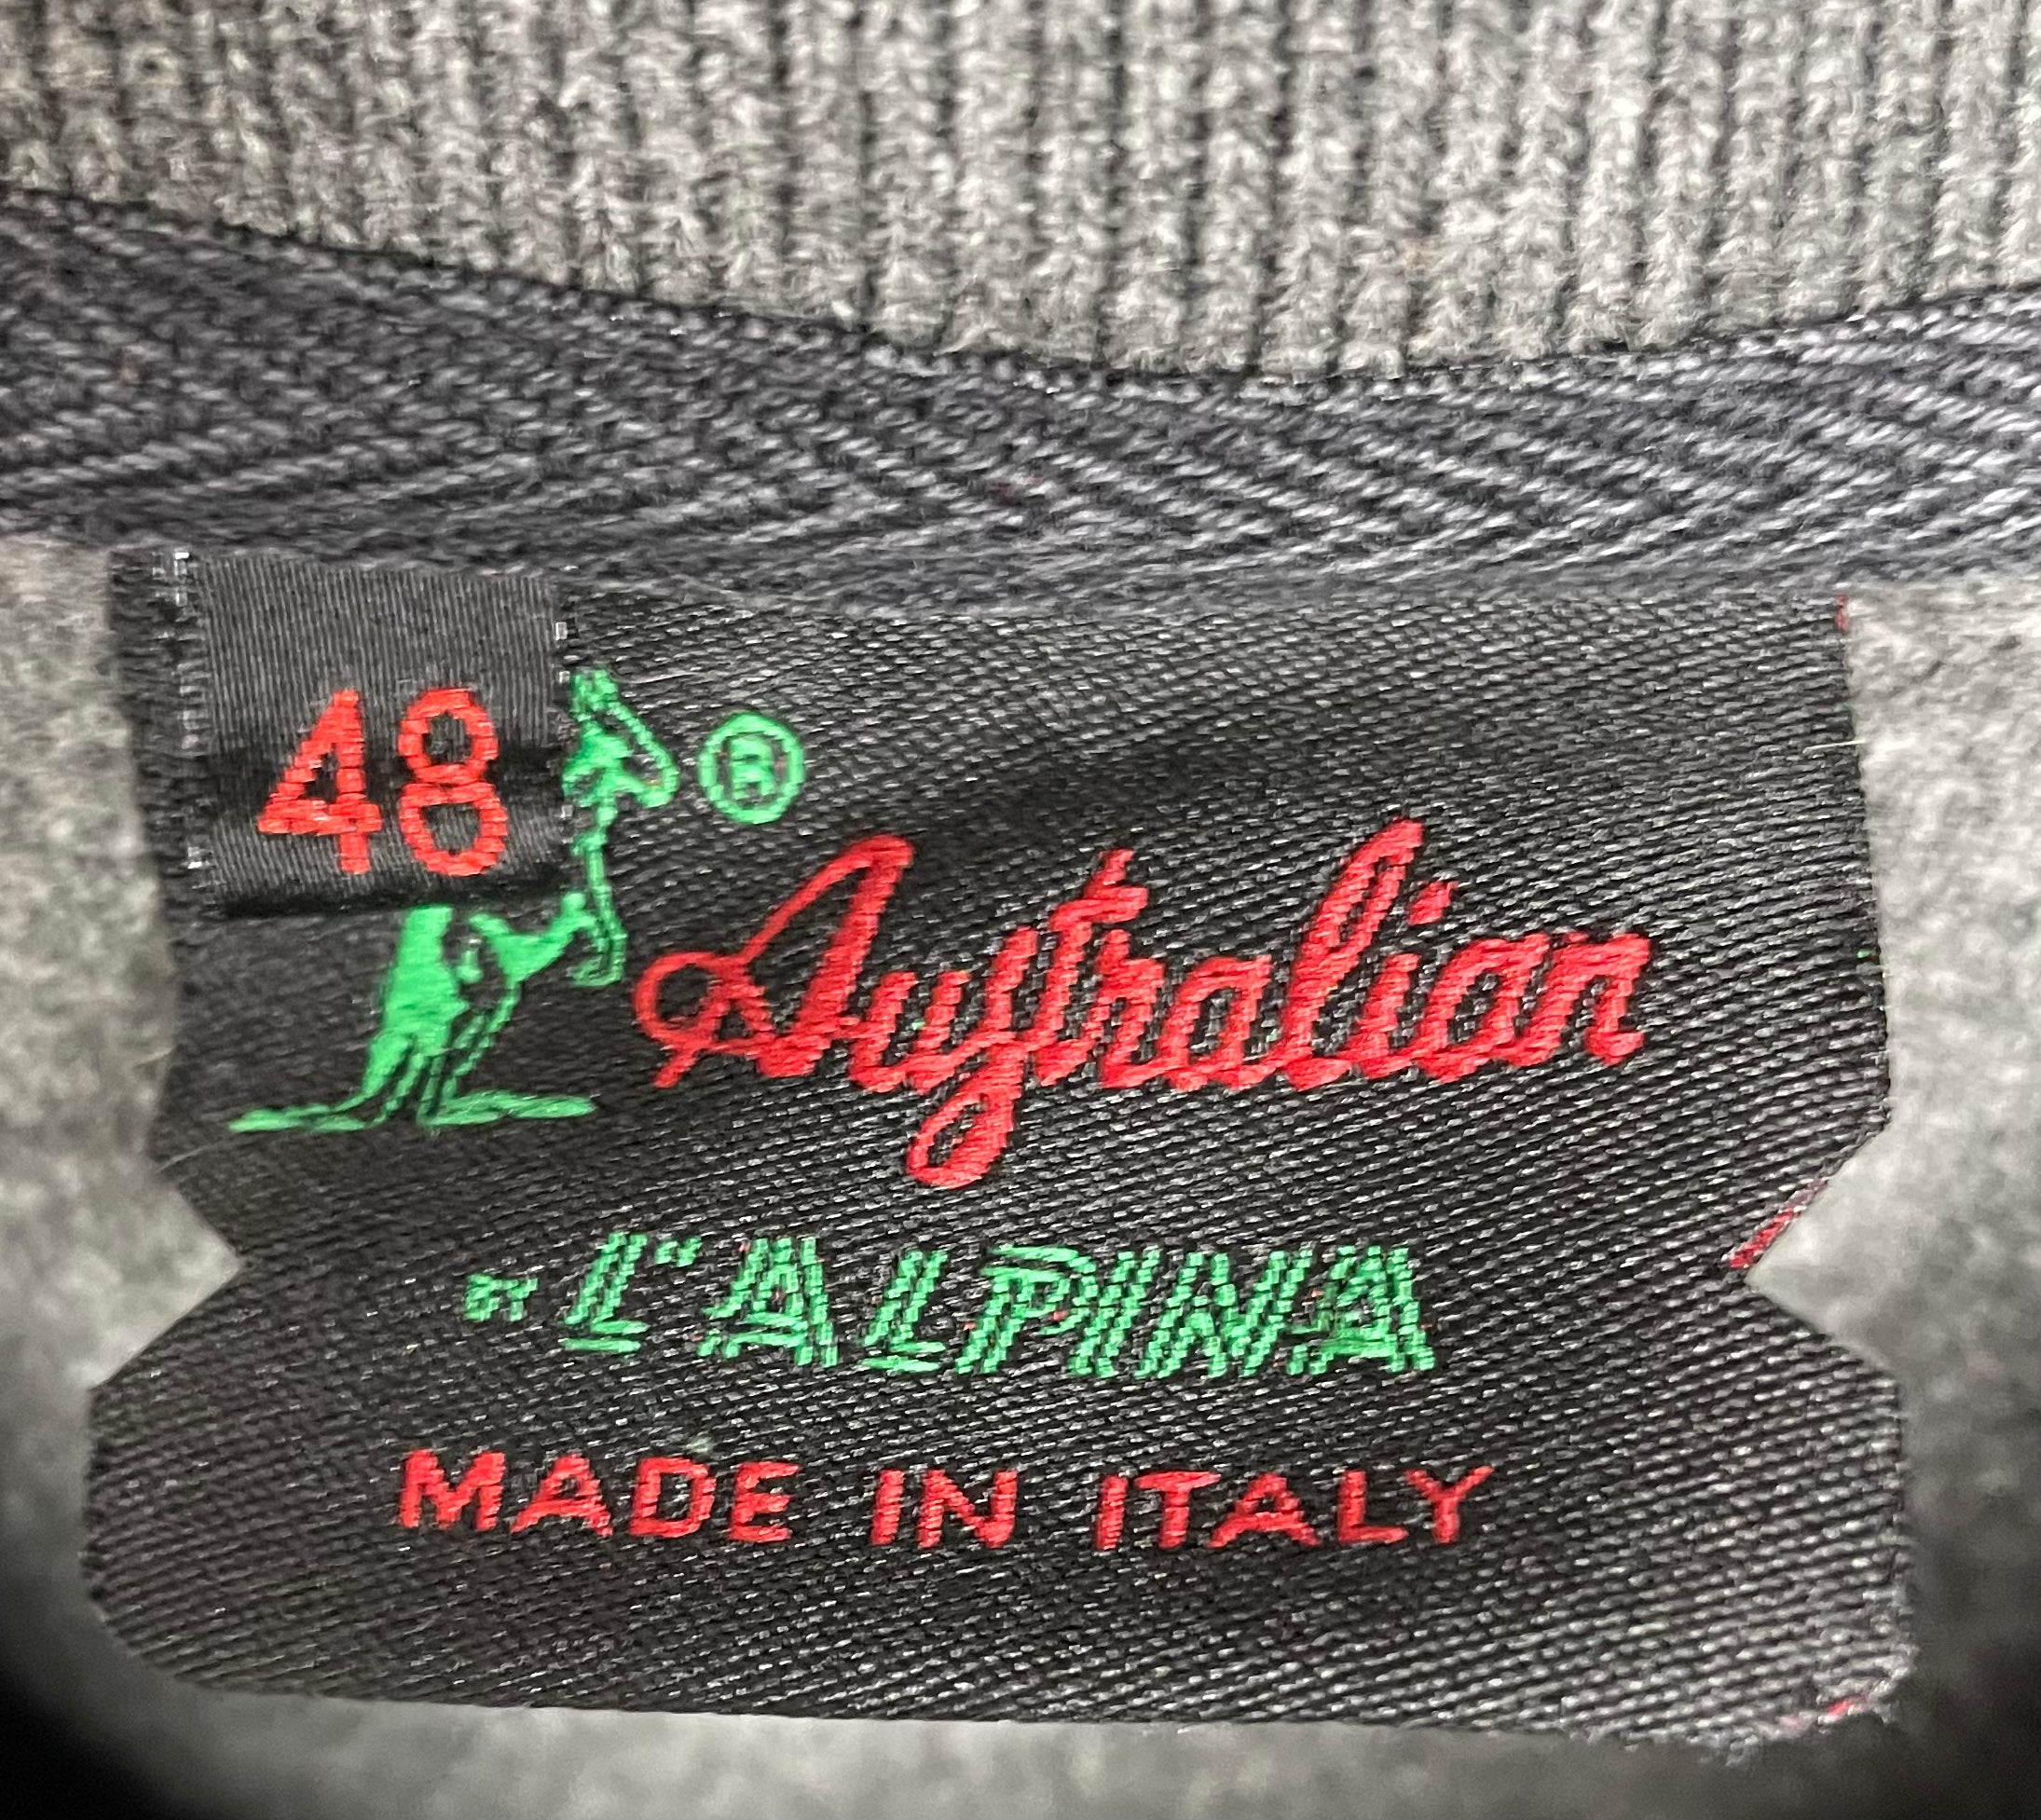 48
®
Australian
BY L'ALPINA
MADE IN ITALY